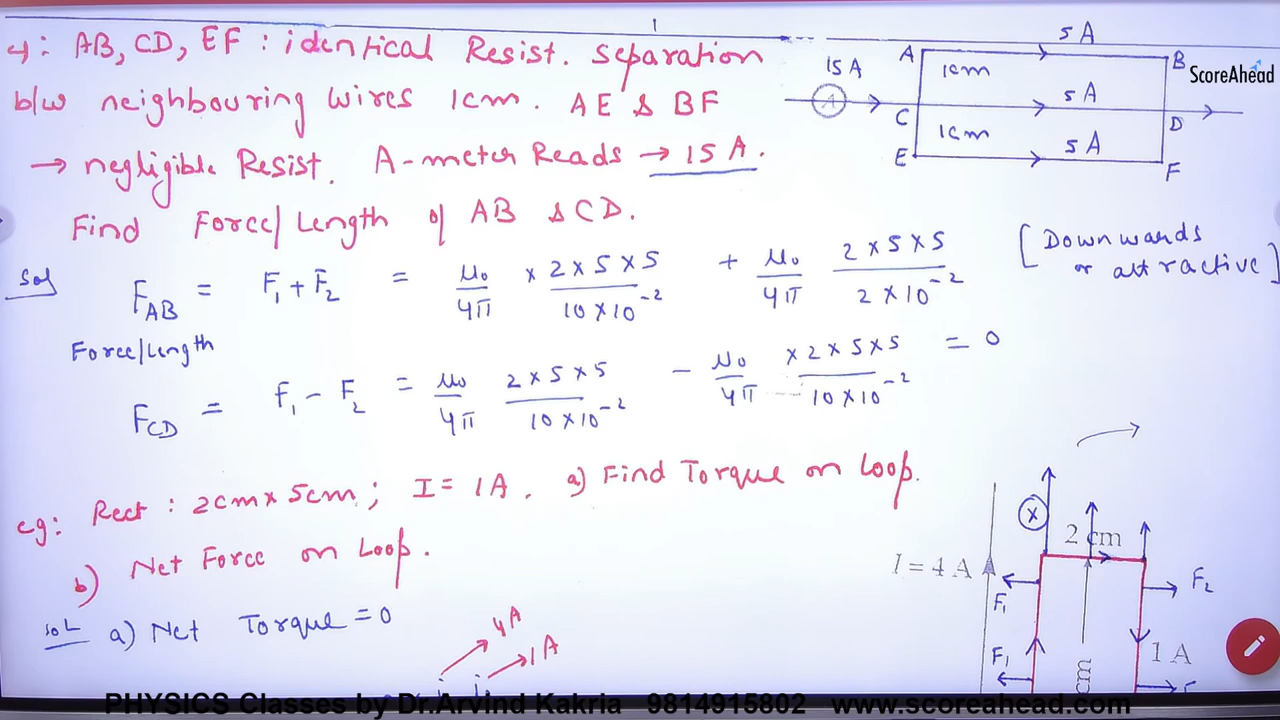 4: AB, CD, EF : identical Resist. Separation
b/w neighbouring wires 1cm. AE & BF
→ negligible Resist. A-meter Reads → 15 A.
Find Force/Length of AB & CD.
A 5 A B
15 A 1cm
A C 5 A D
1cm
E 5 A F
ScoreAhead
Sol F_AB = F₁ + F₂ = μ₀/4π × 2×5×5 / 10×10⁻² + μ₀/4π 2×5×5 / 2×10⁻² [Downwards
or attractive]
Force/Length
F_CD = F₁ - F₂ = μ₀/4π 2×5×5 / 10×10⁻² - μ₀/4π ×2×5×5 / 10×10⁻² = 0
eg: Rect : 2cm × 5cm ; I = 1A. a) Find Torque on Loop.
b) Net Force on Loop.
Sol a) Net Torque = 0
4A
1A
X
2 cm
I = 4 A
F₁ F₂
F₁ 1 A
cm
PHYSICS Classes by Dr.Arvind Kakria 9814915802 www.scoreahead.com